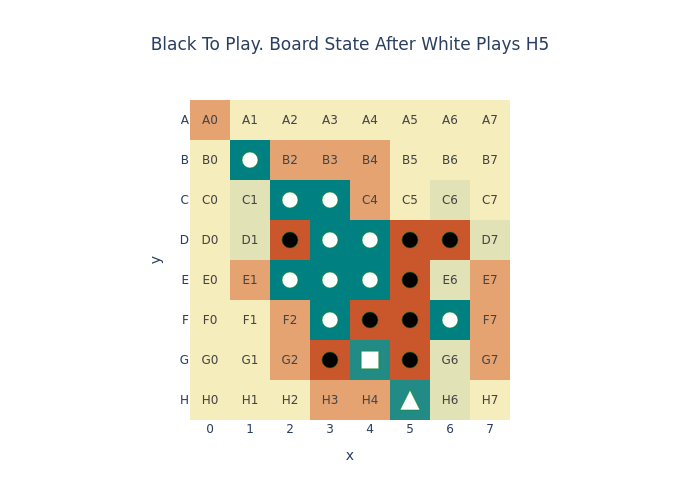 Black To Play. Board State After White Plays H5
A A0 A1 A2 A3 A4 A5 A6 A7
B B0 B2 B3 B4 B5 B6 B7
C C0 C1 C4 C5 C6 C7
D D0 D1 D7
y
E E0 E1 E6 E7
F F0 F1 F2 F7
G G0 G1 G2 G6 G7
H H0 H1 H2 H3 H4 H6 H7
0 1 2 3 4 5 6 7
x